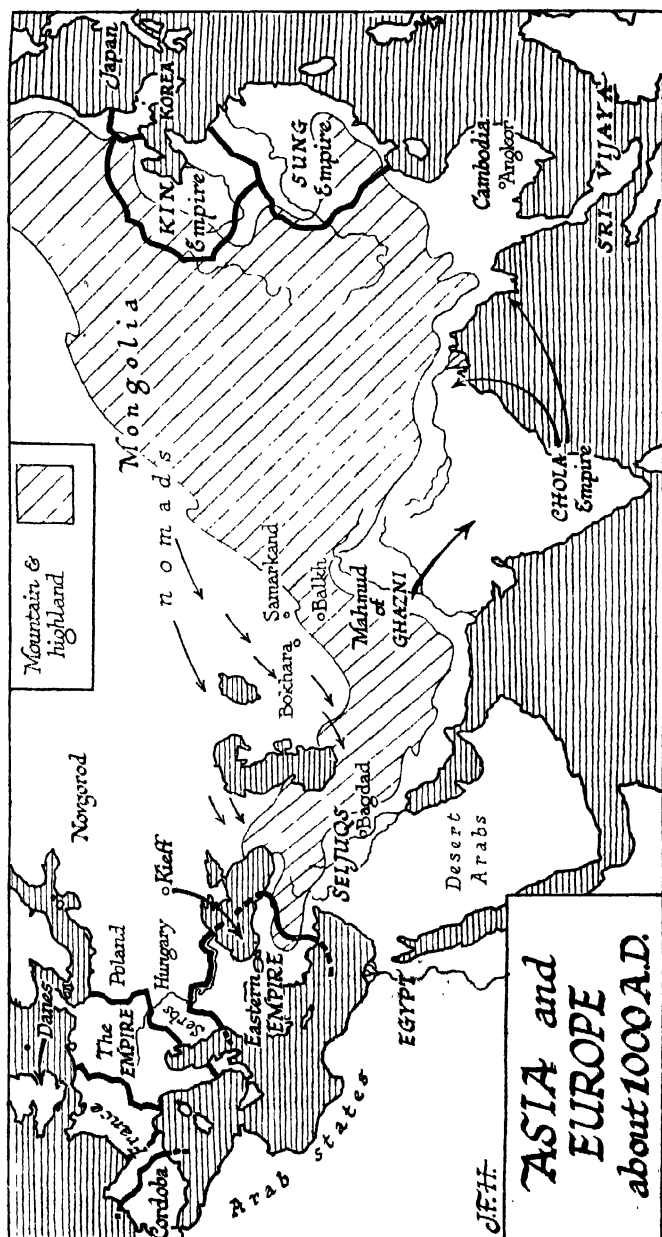 Danes
Novgorod
Mountain &
highland
Japan
KOREA
Poland
The
EMPIRE
France
Kieff
Hungary
Serbs
Cordoba
nomads
Mongolia
KIN
Empire
SUNG
Empire
Eastern
EMPIRE
Bokhara
Samarkand
Balkh
Arab states
SELJUQS
Bagdad
Mahmud
of
GHAZNI
EGYPT
Desert
Arabs
Cambodia
Angkor
CHOLA
Empire
SRI VIJAYA
J.F.H.
ASIA and
EUROPE
about 1000 A.D.